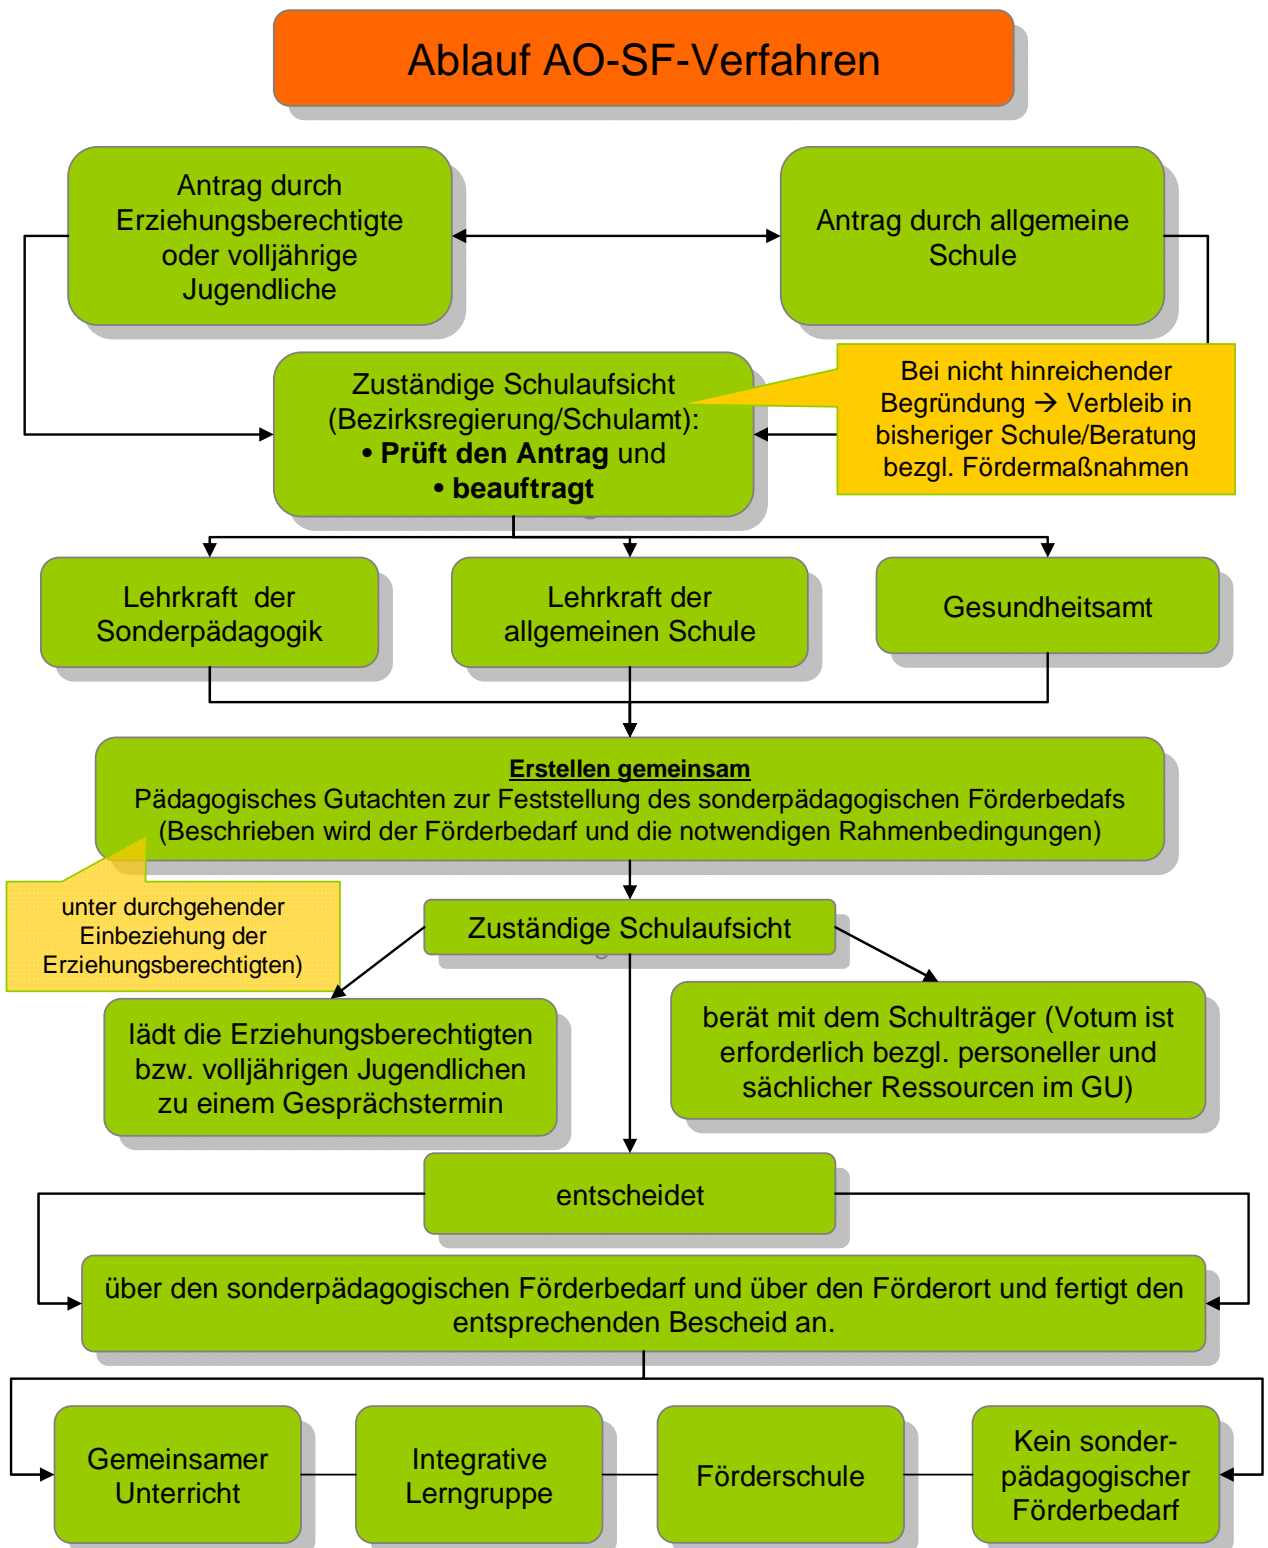 Ablauf AO-SF-Verfahren
Antrag durch
Erziehungsberechtigte
oder volljährige
Jugendliche
Antrag durch allgemeine
Schule
Zuständige Schulaufsicht
(Bezirksregierung/Schulamt):
• Prüft den Antrag und
• beauftragt
Bei nicht hinreichender
Begründung → Verbleib in
bisheriger Schule/Beratung
bezgl. Fördermaßnahmen
Lehrkraft der
Sonderpädagogik
Lehrkraft der
allgemeinen Schule
Gesundheitsamt
Erstellen gemeinsam
Pädagogisches Gutachten zur Feststellung des sonderpädagogischen Förderbedafs
(Beschrieben wird der Förderbedarf und die notwendigen Rahmenbedingungen)
unter durchgehender
Einbeziehung der
Erziehungsberechtigten)
Zuständige Schulaufsicht
lädt die Erziehungsberechtigten
bzw. volljährigen Jugendlichen
zu einem Gesprächstermin
berät mit dem Schulträger (Votum ist
erforderlich bezgl. personeller und
sächlicher Ressourcen im GU)
entscheidet
über den sonderpädagogischen Förderbedarf und über den Förderort und fertigt den
entsprechenden Bescheid an.
Gemeinsamer
Unterricht
Integrative
Lerngruppe
Förderschule
Kein sonder-
pädagogischer
Förderbedarf